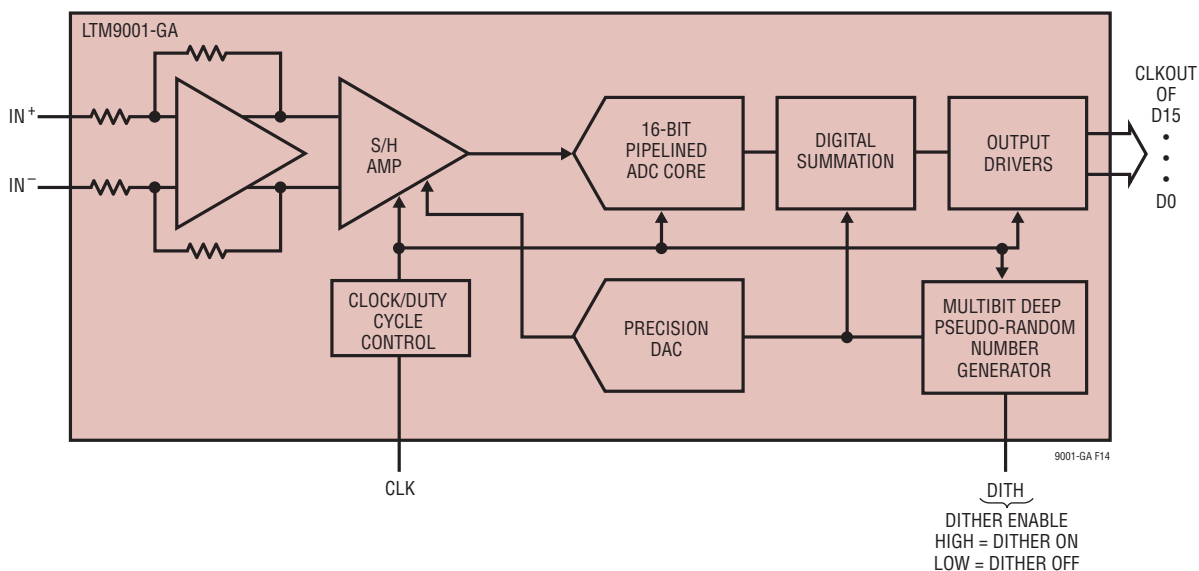 LTM9001-GA
IN+
IN−
S/H
AMP
16-BIT
PIPELINED
ADC CORE
DIGITAL
SUMMATION
OUTPUT
DRIVERS
CLKOUT
OF
D15
•
•
•
D0
CLOCK/DUTY
CYCLE
CONTROL
PRECISION
DAC
MULTIBIT DEEP
PSEUDO-RANDOM
NUMBER
GENERATOR
9001-GA F14
CLK
DITH
DITHER ENABLE
HIGH = DITHER ON
LOW = DITHER OFF